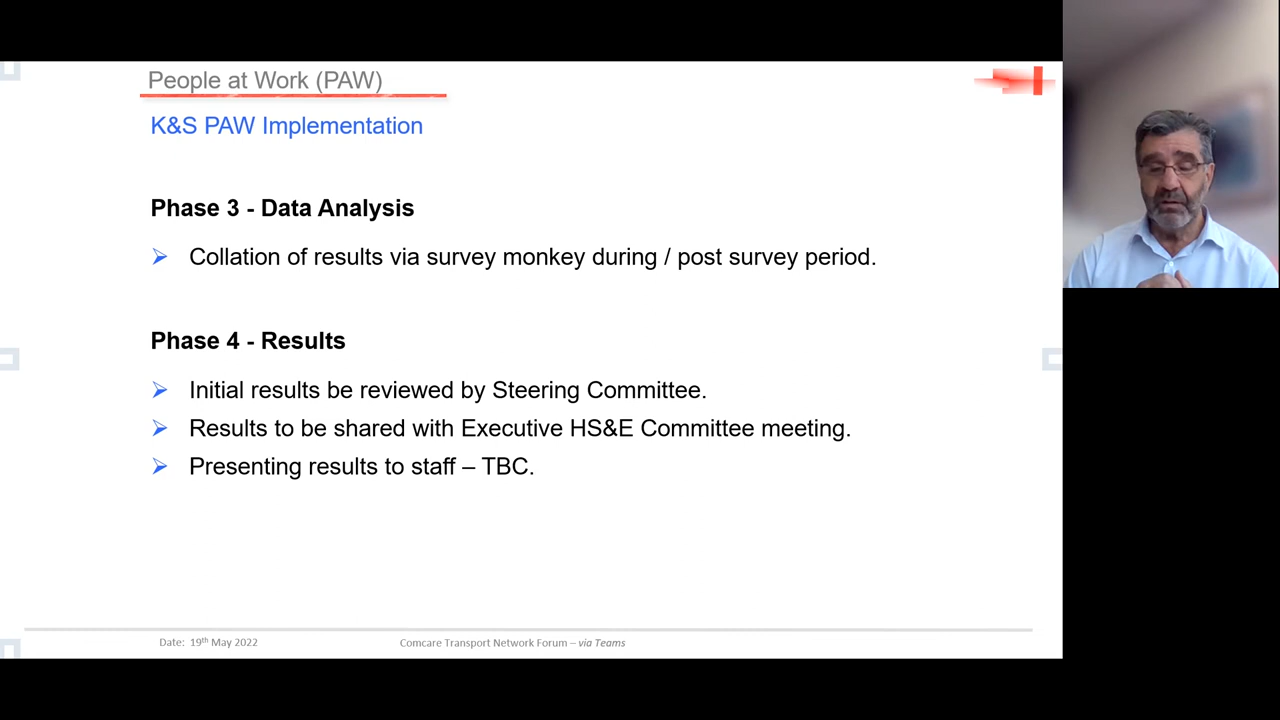 People at Work (PAW)
K&S PAW Implementation
Phase 3 - Data Analysis
Collation of results via survey monkey during / post survey period.
Phase 4 - Results
Initial results be reviewed by Steering Committee.
Results to be shared with Executive HS&E Committee meeting.
Presenting results to staff – TBC.
Date: 19th May 2022
Comcare Transport Network Forum – via Teams